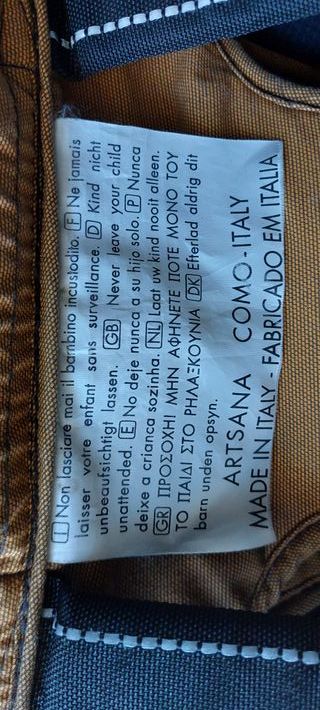 I Non lasciare mai il bambino incustodito. F Ne jamais
laisser votre enfant sans surveillance. D Kind nicht
unbeaufsichtigt lassen. GB Never leave your child
unattended. E No deje nunca a su hijo solo. P Nunca
deixe a crianca sozinha. NL Laat uw kind nooit alleen.
GR ΠΡΟΣΟΧΗ ΜΗΝ ΑΦΗΝΕΤΕ ΠΟΤΕ ΜΟΝΟ ΤΟΥ
ΤΟ ΠΑΙΔΙ ΣΤΟ ΡΗΛΑΞΚΟΥΝΙΑ DK Efterlad aldrig dit
barn unden opsyn.
ARTSANA COMO-ITALY
MADE IN ITALY - FABRICADO EM ITALIA